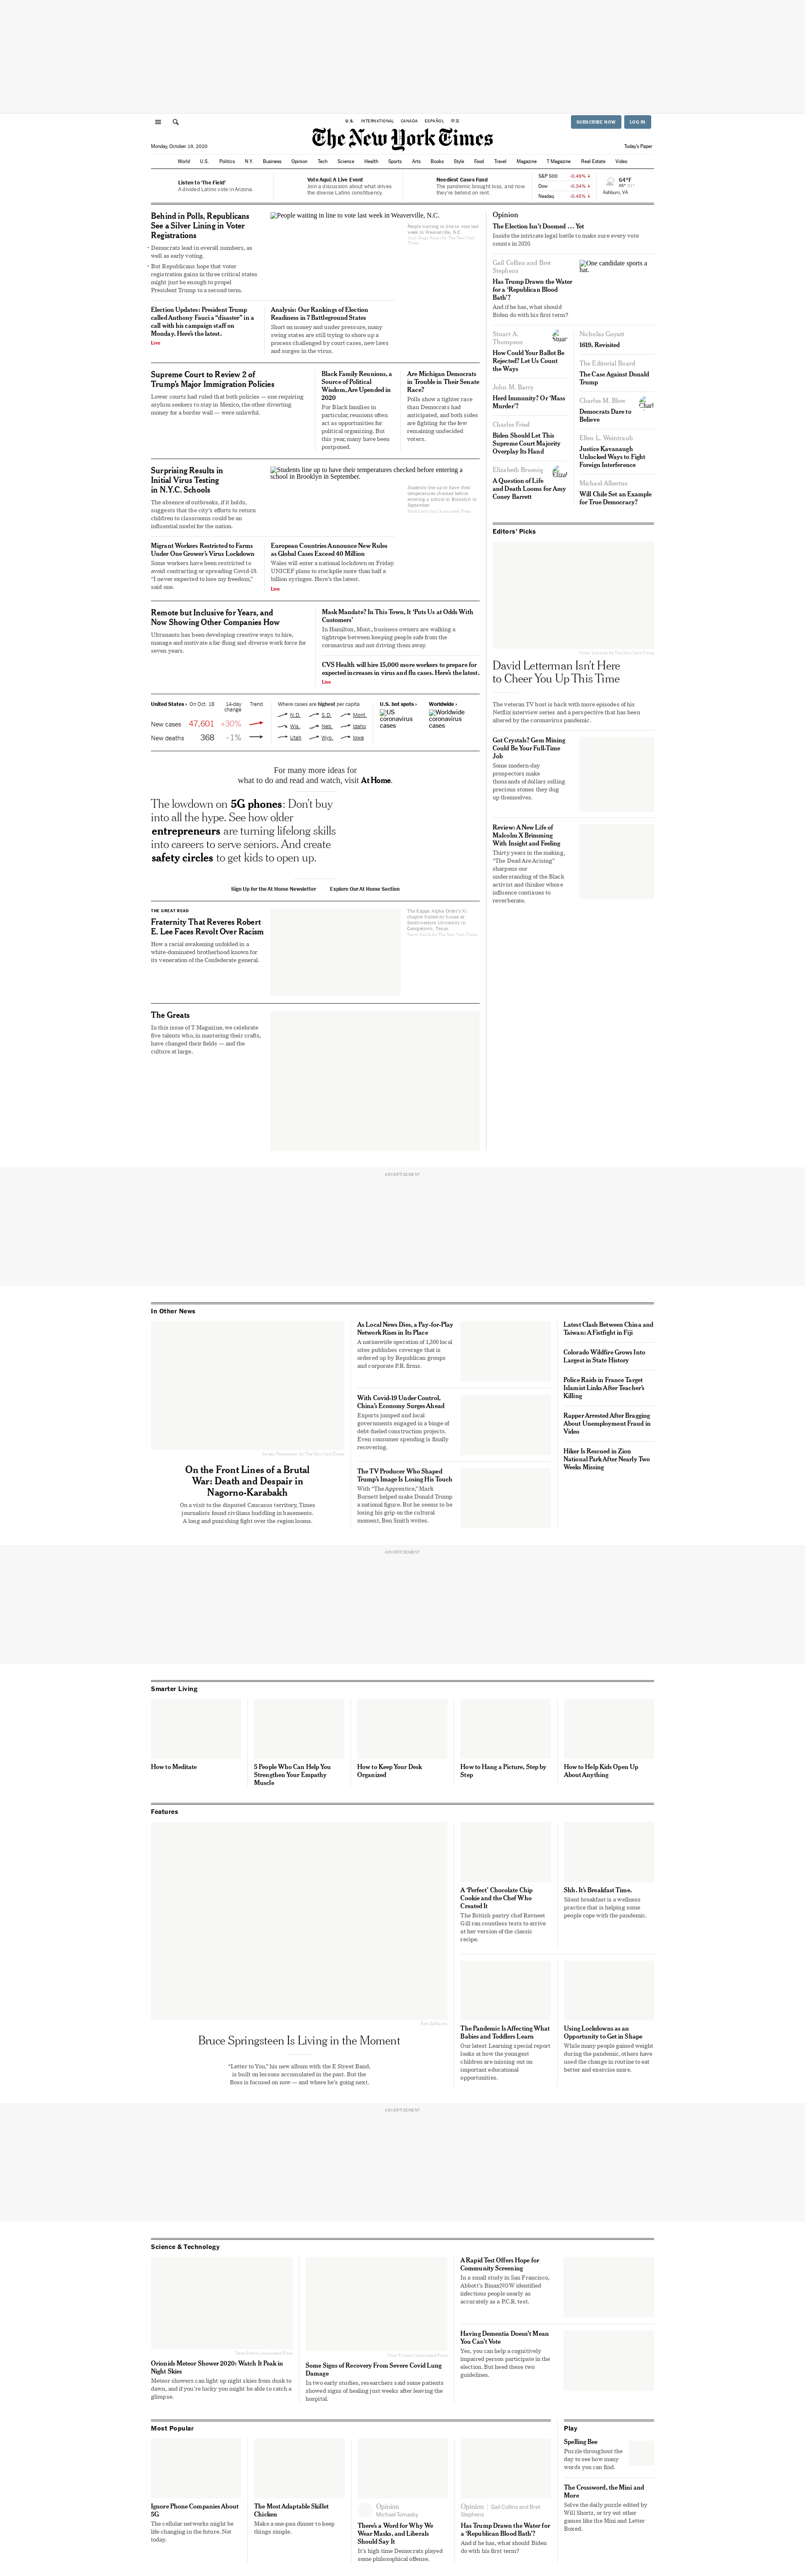 U.S. INTERNATIONAL CANADA ESPAÑOL 中文
SUBSCRIBE NOW LOG IN
The New York Times
Monday, October 19, 2020
Today's Paper
World U.S. Politics N.Y. Business Opinion Tech Science Health Sports Arts Books Style Food Travel Magazine T Magazine Real Estate Video
Listen to 'The Field'
A divided Latino vote in Arizona.
Vote Aquí: A Live Event
Join a discussion about what drives
the diverse Latino constituency.
Neediest Cases Fund
The pandemic brought loss, and now
they're behind on rent.
S&P 500 -0.46% ↓
Dow -0.34% ↓
Nasdaq -0.45% ↓
64°F
Ashburn, VA
Behind in Polls, Republicans
See a Silver Lining in Voter
Registrations
• Democrats lead in overall numbers, as
well as early voting.
• But Republicans hope that voter
registration gains in three critical states
might just be enough to propel
President Trump to a second term.
People waiting in line to vote late last week in Weaverville, N.C.
People waiting in line to vote last
week in Weaverville, N.C.
Election Updates: President Trump
called Anthony Fauci a "disaster" in a
call with his campaign staff on
Monday. Here's the latest.
Live
Analysis: Our Rankings of Election
Readiness in 7 Battleground States
Short on money and under pressure, many
swing states are still trying to shore up a
process challenged by court cases, new laws
and surges in the virus.
Supreme Court to Review 2 of
Trump's Major Immigration Policies
Lower courts had ruled that both policies — one requiring
asylum seekers to stay in Mexico, the other diverting
money for a border wall — were unlawful.
Black Family Reunions, a
Source of Political
Wisdom, Are Upended in
2020
For Black families in
particular, reunions often
act as opportunities for
political organizing. But
this year, many have been
postponed.
Are Michigan Democrats
in Trouble in Their Senate
Race?
Polls show a tighter race
than Democrats had
anticipated, and both sides
are fighting for the few
remaining undecided
voters.
Surprising Results in
Initial Virus Testing
in N.Y.C. Schools
The absence of outbreaks, if it holds,
suggests that the city's efforts to return
children to classrooms could be an
influential model for the nation.
Students line up to have their temperatures checked before entering a
school in Brooklyn in September.
Students line up to have their
temperatures checked before
entering a school in Brooklyn in
September.
Migrant Workers Restricted to Farms
Under One Grower's Virus Lockdown
Some workers have been restricted to
avoid contracting or spreading Covid-19.
"I never expected to lose my freedom,"
said one.
European Countries Announce New Rules
as Global Cases Exceed 40 Million
Wales will enter a national lockdown on Friday.
UNICEF plans to stockpile more than half a
billion syringes. Here's the latest.
Live
Remote but Inclusive for Years, and
Now Showing Other Companies How
Ultranauts has been developing creative ways to hire,
manage and motivate a far-flung and diverse work force for
seven years.
Mask Mandate? In This Town, It 'Puts Us at Odds With
Customers'
In Hamilton, Mont., business owners are walking a
tightrope between keeping people safe from the
coronavirus and not driving them away.
CVS Health will hire 15,000 more workers to prepare for
expected increases in virus and flu cases. Here's the latest.
Live
United States › On Oct. 18 14-day
change Trend
New cases 47,601 +30%
New deaths 368 –1%
Where cases are highest per capita
N.D. S.D. Mont.
Wis. Neb. Idaho
Utah Wyo. Iowa
U.S. hot spots ›
US
coronavirus
cases
Worldwide ›
Worldwide
coronavirus
cases
For many more ideas for
what to do and read and watch, visit At Home.
The lowdown on 5G phones: Don't buy
into all the hype. See how older
entrepreneurs are turning lifelong skills
into careers to serve seniors. And create
safety circles to get kids to open up.
Sign Up for the At Home Newsletter Explore Our At Home Section
THE GREAT READ
Fraternity That Reveres Robert
E. Lee Faces Revolt Over Racism
How a racial awakening unfolded in a
white-dominated brotherhood known for
its veneration of the Confederate general.
The Kappa Alpha Order's Xi
chapter fraternity house at
Southwestern University in
Georgetown, Texas.
The Greats
In this issue of T Magazine, we celebrate
five talents who, in mastering their crafts,
have changed their fields — and the
culture at large.
Opinion
The Election Isn't Doomed … Yet
Inside the intricate legal battle to make sure every vote
counts in 2020.
Gail Collins and Bret
Stephens
Has Trump Drawn the Water
for a 'Republican Blood
Bath'?
And if he has, what should
Biden do with his first term?
One candidate sports a
hat.
Stuart A.
Thompson
How Could Your Ballot Be
Rejected? Let Us Count
the Ways
John M. Barry
Herd Immunity? Or 'Mass
Murder'?
Charles Fried
Biden Should Let This
Supreme Court Majority
Overplay Its Hand
Elizabeth Bruenig
A Question of Life
and Death Looms for Amy
Coney Barrett
Nicholas Guyatt
1619, Revisited
The Editorial Board
The Case Against Donald
Trump
Charles M. Blow
Democrats Dare to
Believe
Ellen L. Weintraub
Justice Kavanaugh
Unlocked Ways to Fight
Foreign Interference
Michael Albertus
Will Chile Set an Example
for True Democracy?
Editors' Picks
David Letterman Isn't Here
to Cheer You Up This Time
The veteran TV host is back with more episodes of his
Netflix interview series and a perspective that has been
altered by the coronavirus pandemic.
Got Crystals? Gem Mining
Could Be Your Full-Time
Job
Some modern-day
prospectors make
thousands of dollars selling
precious stones they dug
up themselves.
Review: A New Life of
Malcolm X Brimming
With Insight and Feeling
Thirty years in the making,
"The Dead Are Arising"
sharpens our
understanding of the Black
activist and thinker whose
influence continues to
reverberate.
ADVERTISEMENT
In Other News
On the Front Lines of a Brutal
War: Death and Despair in
Nagorno-Karabakh
On a visit to the disputed Caucasus territory, Times
journalists found civilians huddling in basements.
A long and punishing fight over the region looms.
As Local News Dies, a Pay-for-Play
Network Rises in Its Place
A nationwide operation of 1,300 local
sites publishes coverage that is
ordered up by Republican groups
and corporate P.R. firms.
With Covid-19 Under Control,
China's Economy Surges Ahead
Exports jumped and local
governments engaged in a binge of
debt-fueled construction projects.
Even consumer spending is finally
recovering.
The TV Producer Who Shaped
Trump's Image Is Losing His Touch
With "The Apprentice," Mark
Burnett helped make Donald Trump
a national figure. But he seems to be
losing his grip on the cultural
moment, Ben Smith writes.
Latest Clash Between China and
Taiwan: A Fistfight in Fiji
Colorado Wildfire Grows Into
Largest in State History
Police Raids in France Target
Islamist Links After Teacher's
Killing
Rapper Arrested After Bragging
About Unemployment Fraud in
Video
Hiker Is Rescued in Zion
National Park After Nearly Two
Weeks Missing
ADVERTISEMENT
Smarter Living
How to Meditate
5 People Who Can Help You
Strengthen Your Empathy
Muscle
How to Keep Your Desk
Organized
How to Hang a Picture, Step by
Step
How to Help Kids Open Up
About Anything
Features
Bruce Springsteen Is Living in the Moment
"Letter to You," his new album with the E Street Band,
is built on lessons accumulated in the past. But the
Boss is focused on now — and where he's going next.
A 'Perfect' Chocolate Chip
Cookie and the Chef Who
Created It
The British pastry chef Ravneet
Gill ran countless tests to arrive
at her version of the classic
recipe.
Shh. It's Breakfast Time.
Silent breakfast is a wellness
practice that is helping some
people cope with the pandemic.
The Pandemic Is Affecting What
Babies and Toddlers Learn
Our latest Learning special report
looks at how the youngest
children are missing out on
important educational
opportunities.
Using Lockdowns as an
Opportunity to Get in Shape
While many people gained weight
during the pandemic, others have
used the change in routine to eat
better and exercise more.
ADVERTISEMENT
Science & Technology
Orionids Meteor Shower 2020: Watch It Peak in
Night Skies
Meteor showers can light up night skies from dusk to
dawn, and if you're lucky you might be able to catch a
glimpse.
Some Signs of Recovery From Severe Covid Lung
Damage
In two early studies, researchers said some patients
showed signs of healing just weeks after leaving the
hospital.
A Rapid Test Offers Hope for
Community Screening
In a small study in San Francisco,
Abbott's BinaxNOW identified
infectious people nearly as
accurately as a P.C.R. test.
Having Dementia Doesn't Mean
You Can't Vote
Yes, you can help a cognitively
impaired person participate in the
election. But heed these two
guidelines.
Most Popular
Ignore Phone Companies About
5G
The cellular networks might be
life-changing in the future. Not
today.
The Most Adaptable Skillet
Chicken
Make a one-pan dinner to keep
things simple.
Opinion
Michael Tomasky
There's a Word for Why We
Wear Masks, and Liberals
Should Say It
It's high time Democrats played
some philosophical offense.
Opinion Gail Collins and Bret
Stephens
Has Trump Drawn the Water for
a 'Republican Blood Bath'?
And if he has, what should Biden
do with his first term?
Play
Spelling Bee
Puzzle throughout the
day to see how many
words you can find.
The Crossword, the Mini and
More
Solve the daily puzzle edited by
Will Shortz, or try out other
games like the Mini and Letter
Boxed.